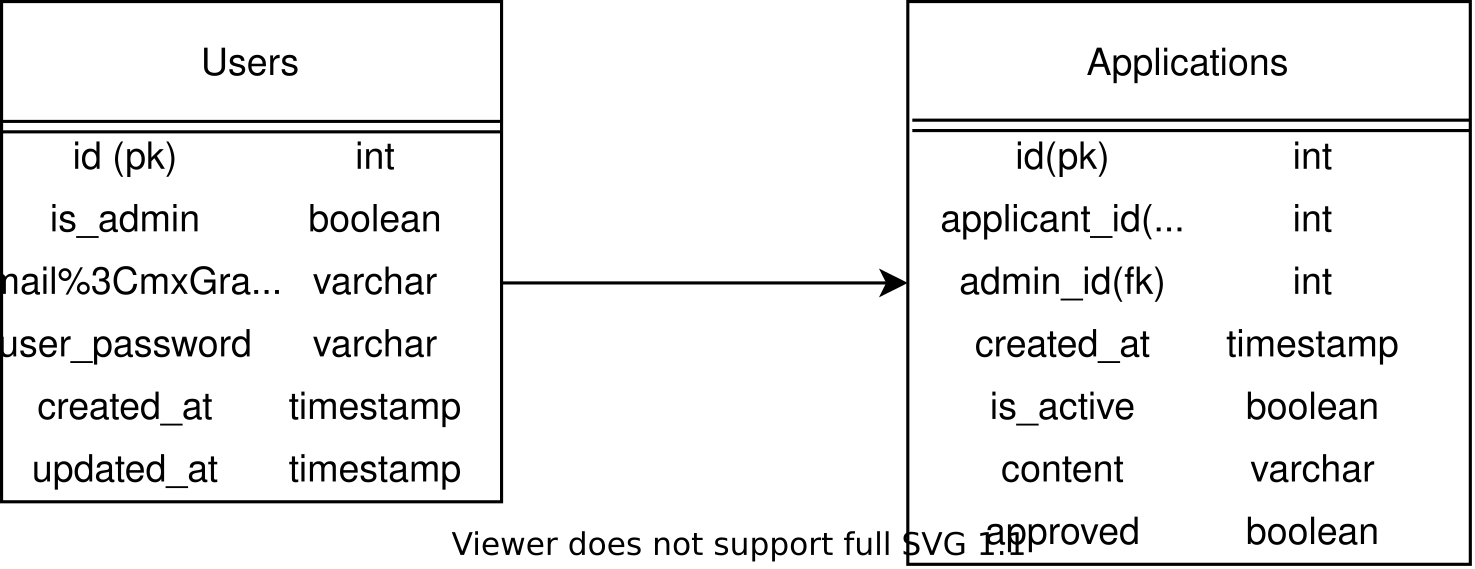 Users
id (pk) int
is_admin boolean
mail%3CmxGra... varchar
user_password varchar
created_at timestamp
updated_at timestamp
Applications
id(pk) int
applicant_id(... int
admin_id(fk) int
created_at timestamp
is_active boolean
content varchar
approved boolean
Viewer does not support full SVG 1.1